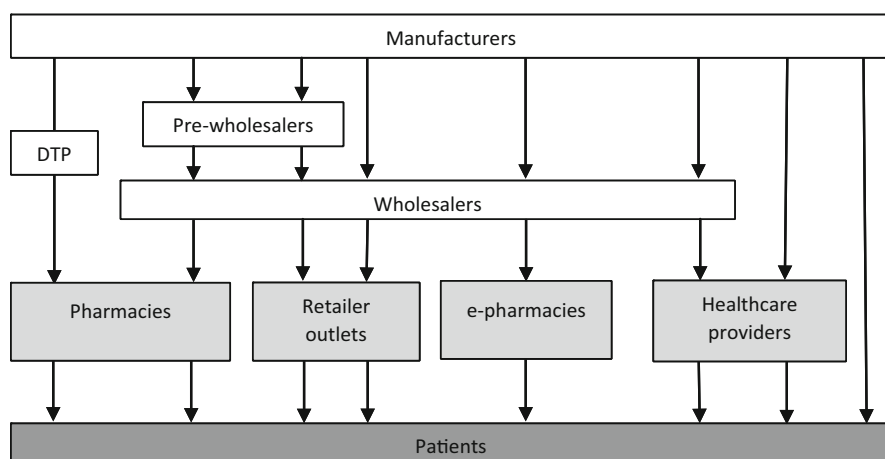 Manufacturers
Pre-wholesalers
DTP
Wholesalers
Pharmacies
Retailer
outlets
e-pharmacies
Healthcare
providers
Patients